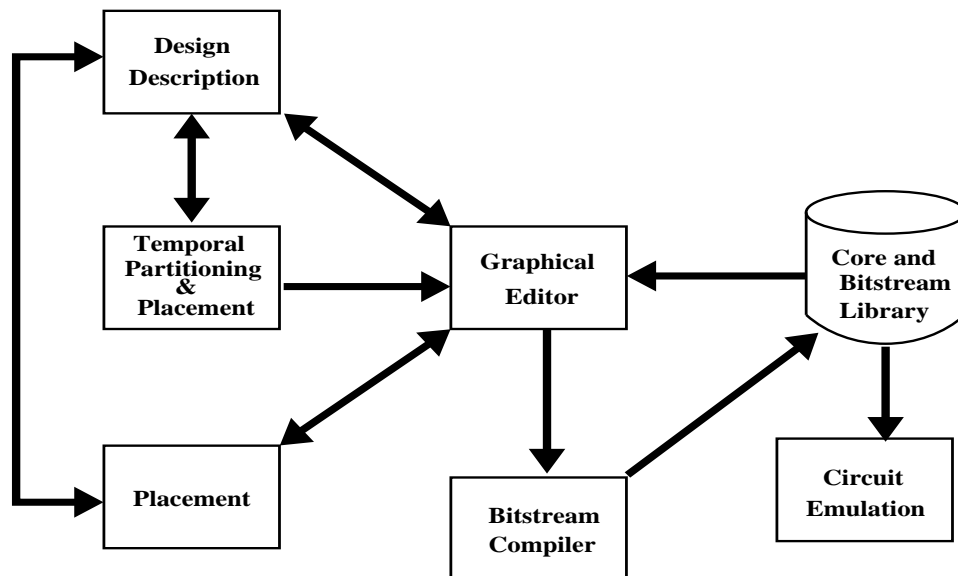 Design
Description
Temporal
Partitioning
&
Placement
Graphical
Editor
Core and
Bitstream
Library
Placement
Bitstream
Compiler
Circuit
Emulation